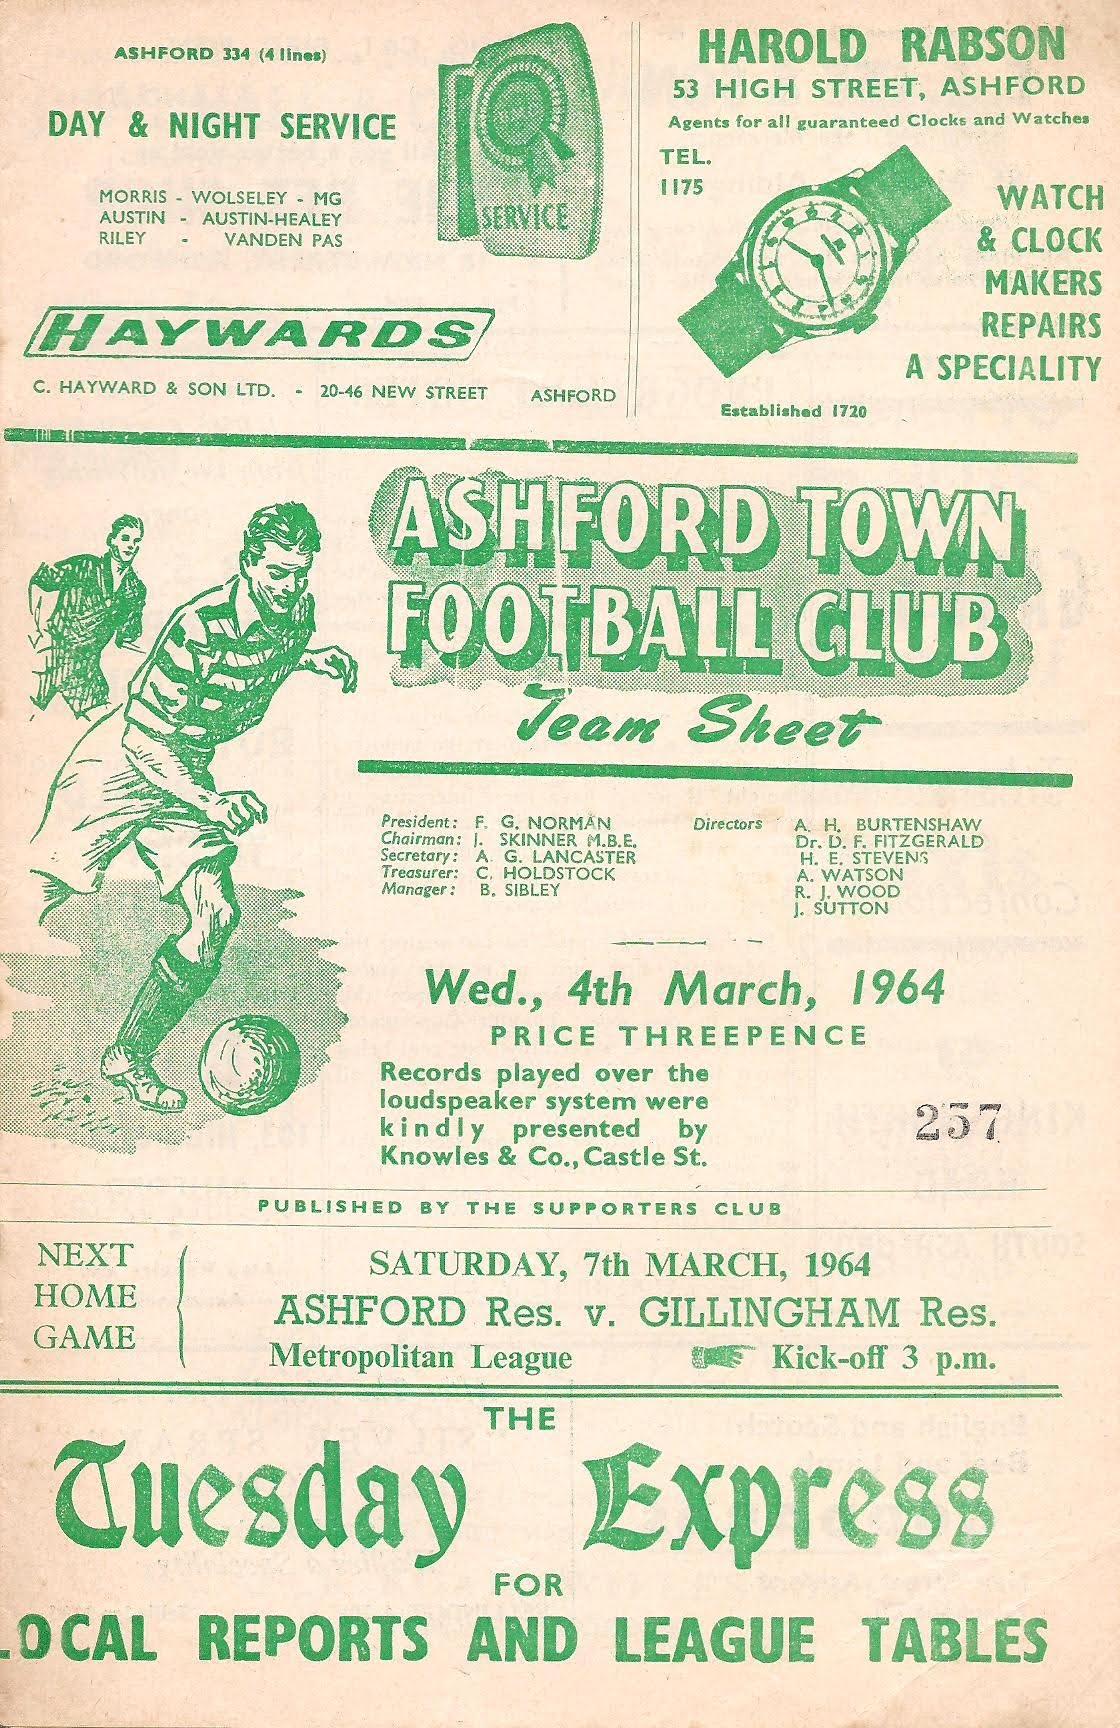 ASHFORD 334 (4 lines)
DAY & NIGHT SERVICE
MORRIS - WOLSELEY - MG
AUSTIN - AUSTIN-HEALEY
RILEY - VANDEN PAS
SERVICE
HAYWARDS
C. HAYWARD & SON LTD. - 20-46 NEW STREET ASHFORD
HAROLD RABSON
53 HIGH STREET, ASHFORD
Agents for all guaranteed Clocks and Watches
TEL.
1175
WATCH
& CLOCK
MAKERS
REPAIRS
A SPECIALITY
Established 1720
ASHFORD TOWN
FOOTBALL CLUB
Team Sheet
President: F. G. NORMAN
Chairman: J. SKINNER M.B.E.
Secretary: A. G. LANCASTER
Treasurer: C. HOLDSTOCK
Manager: B. SIBLEY
Directors A. H. BURTENSHAW
Dr. D. F. FITZGERALD
H. E. STEVENS
A. WATSON
R. J. WOOD
J. SUTTON
Wed., 4th March, 1964
PRICE THREEPENCE
Records played over the
loudspeaker system were
kindly presented by
Knowles & Co., Castle St.
257
PUBLISHED BY THE SUPPORTERS CLUB
NEXT
HOME
GAME
SATURDAY, 7th MARCH, 1964
ASHFORD Res. v. GILLINGHAM Res.
Metropolitan League Kick-off 3 p.m.
THE
Tuesday Express
FOR
LOCAL REPORTS AND LEAGUE TABLES